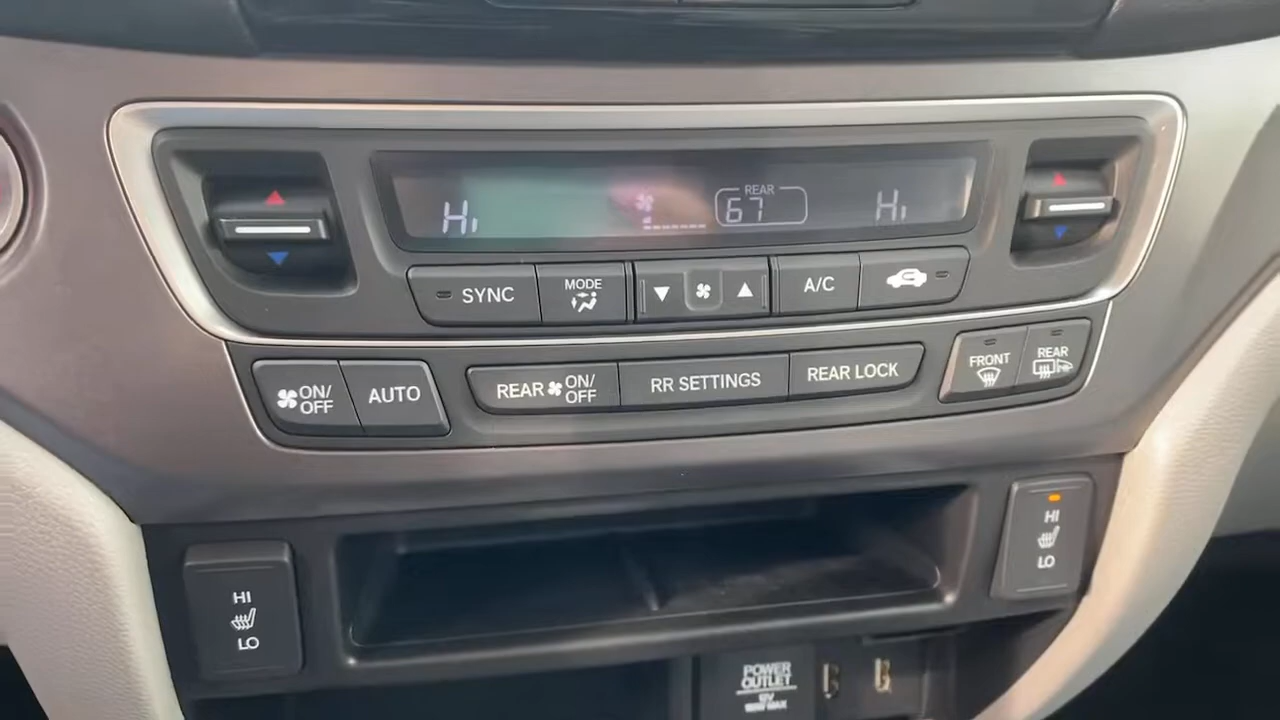 Hi
REAR
67
Hi
SYNC
MODE
A/C
ON/
OFF
AUTO
REAR ON/
OFF
RR SETTINGS
REAR LOCK
FRONT
REAR
HI
LO
HI
LO
POWER
OUTLET